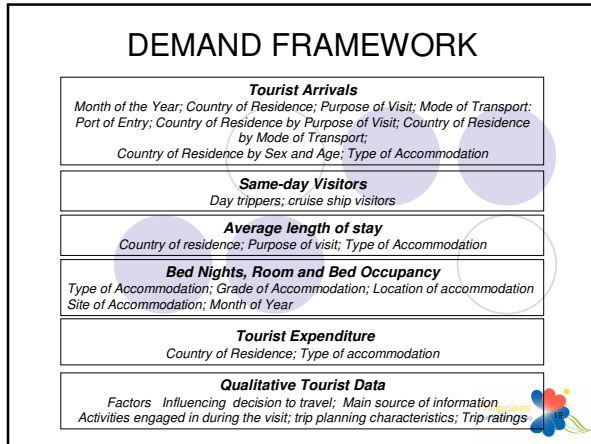 DEMAND FRAMEWORK
Tourist Arrivals
Month of the Year; Country of Residence; Purpose of Visit; Mode of Transport:
Port of Entry; Country of Residence by Purpose of Visit; Country of Residence
by Mode of Transport;
Country of Residence by Sex and Age; Type of Accommodation
Same-day Visitors
Day trippers; cruise ship visitors
Average length of stay
Country of residence; Purpose of visit; Type of Accommodation
Bed Nights, Room and Bed Occupancy
Type of Accommodation; Grade of Accommodation; Location of accommodation
Site of Accommodation; Month of Year
Tourist Expenditure
Country of Residence; Type of accommodation
Qualitative Tourist Data
Factors Influencing decision to travel; Main source of information
Activities engaged in during the visit; trip planning characteristics; Trip ratings
Philippines
19